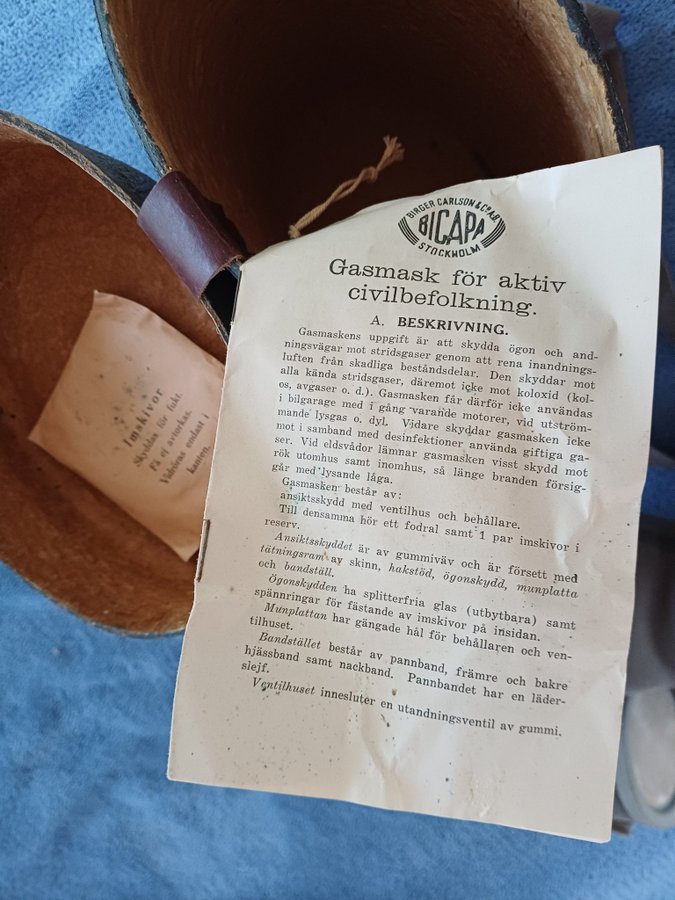 BIRGER CARLSON & Co. A.B.
BICAPA
STOCKHOLM
Gasmask för aktiv
civilbefolkning.
A. BESKRIVNING.
Gasmaskens uppgift är att skydda ögon och and-
ningsvägar mot stridsgaser genom att rena inandnings-
luften från skadliga beståndsdelar. Den skyddar mot
alla kända stridsgaser, däremot icke mot koloxid (kol-
os, avgaser o. d.). Gasmasken får därför icke användas
i bilgarage med i gång varande motorer, vid utström-
mande lysgas o. dyl. Vidare skyddar gasmasken icke
mot i samband med desinfektioner använda giftiga ga-
ser. Vid eldsvådor lämnar gasmasken visst skydd mot
rök utomhus samt inomhus, så länge branden försig-
går med lysande låga.
Gasmasken består av:
ansiktsskydd med ventilhus och behållare.
Till densamma hör ett fodral samt 1 par imskivor i
reserv.
Ansiktsskyddet är av gummiväv och är försett med
tätningsram av skinn, hakstöd, ögonskydd, munplatta
och bandställ.
Ögonskydden ha splitterfria glas (utbytbara) samt
spännringar för fästande av imskivor på insidan.
Munplattan har gängade hål för behållaren och ven-
tilhuset.
Bandstället består av pannband, främre och bakre
hjässband samt nackband. Pannbandet har en läder-
slejf.
Ventilhuset innesluter en utandningsventil av gummi.
Imskivor
Skyddas för fukt.
Få ej avtorkas.
Vidröras endast i
kanten.